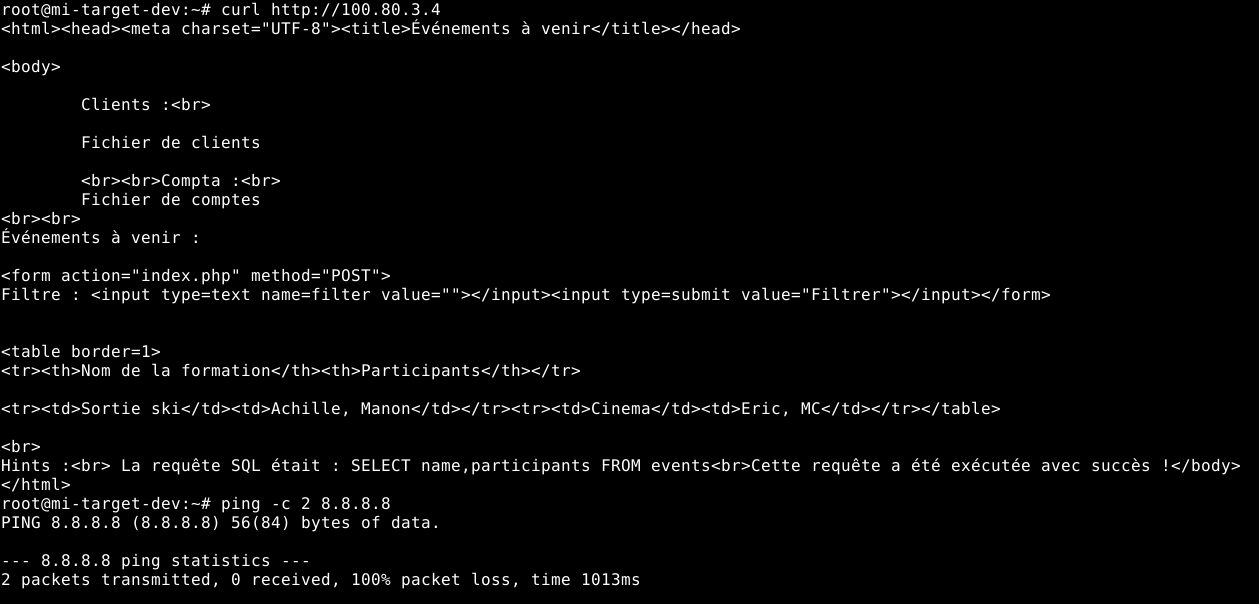 root@mi-target-dev:~# curl http://100.80.3.4
<html><head><meta charset="UTF-8"><title>Événements à venir</title></head>
<body>
Clients :<br>
Fichier de clients
<br><br>Compta :<br>
Fichier de comptes
<br><br>
Événements à venir :
<form action="index.php" method="POST">
Filtre : <input type=text name=filter value=""></input><input type=submit value="Filtrer"></input></form>
<table border=1>
<tr><th>Nom de la formation</th><th>Participants</th></tr>
<tr><td>Sortie ski</td><td>Achille, Manon</td></tr><tr><td>Cinema</td><td>Eric, MC</td></tr></table>
<br>
Hints :<br> La requête SQL était : SELECT name,participants FROM events<br>Cette requête a été exécutée avec succès !</body>
</html>
root@mi-target-dev:~# ping -c 2 8.8.8.8
PING 8.8.8.8 (8.8.8.8) 56(84) bytes of data.
--- 8.8.8.8 ping statistics ---
2 packets transmitted, 0 received, 100% packet loss, time 1013ms